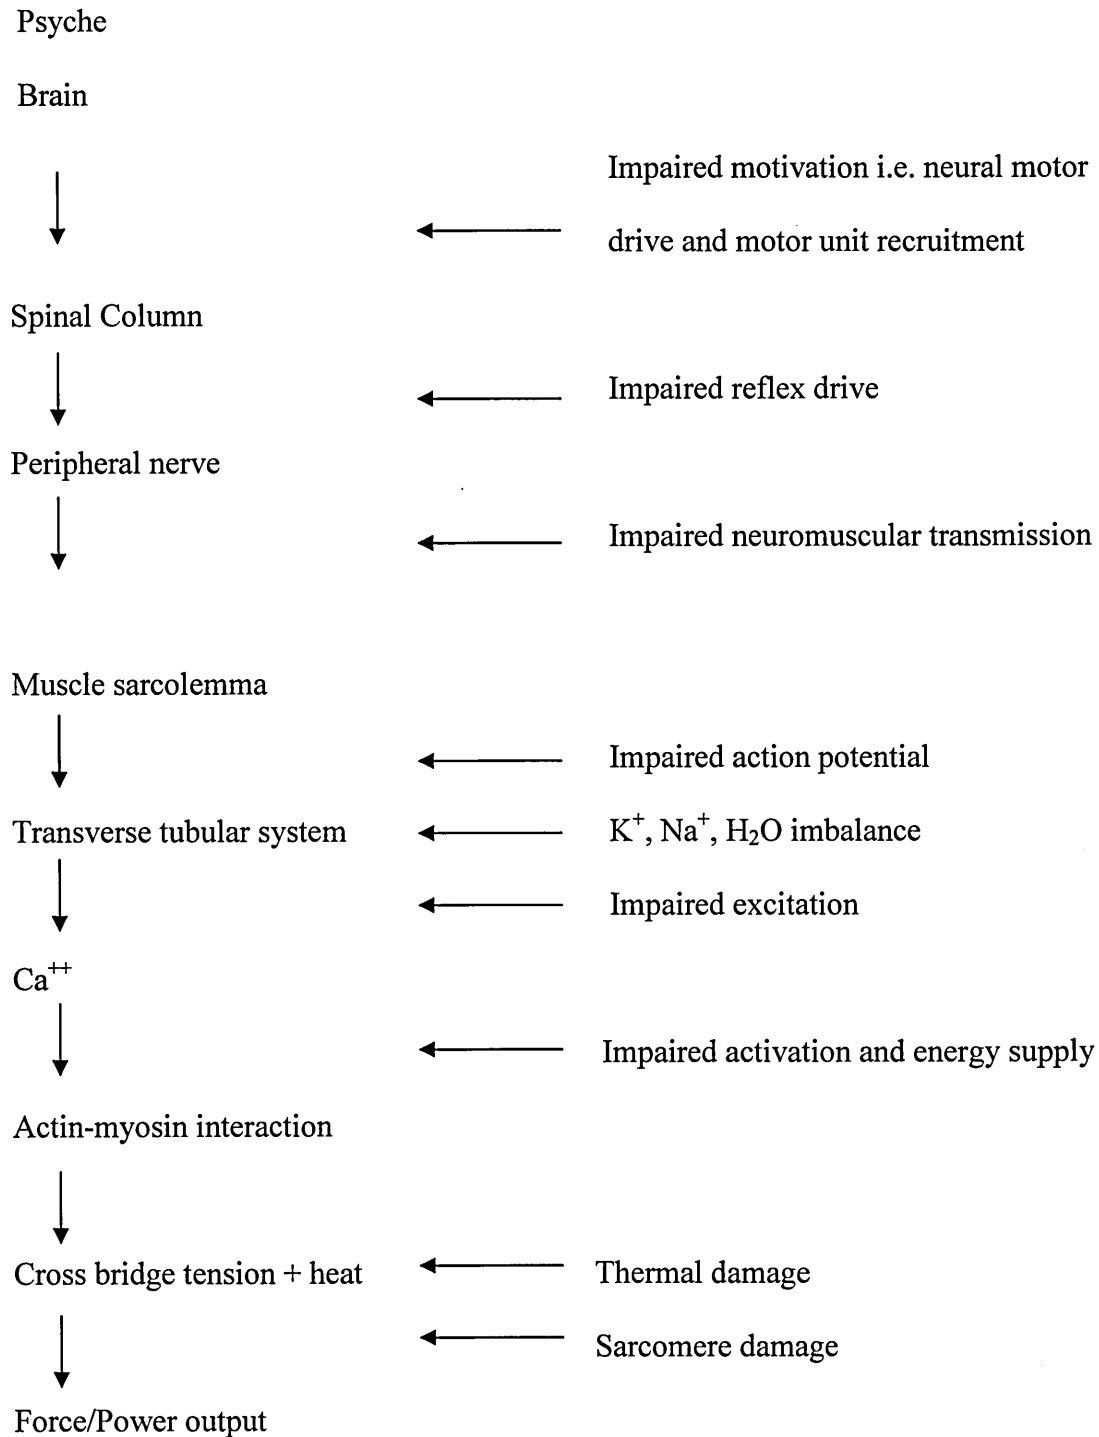 Psyche
Brain
Impaired motivation i.e. neural motor
drive and motor unit recruitment
Spinal Column
Impaired reflex drive
Peripheral nerve
Impaired neuromuscular transmission
Muscle sarcolemma
Impaired action potential
Transverse tubular system
K⁺, Na⁺, H₂O imbalance
Impaired excitation
Ca⁺⁺
Impaired activation and energy supply
Actin-myosin interaction
Cross bridge tension + heat
Thermal damage
Sarcomere damage
Force/Power output